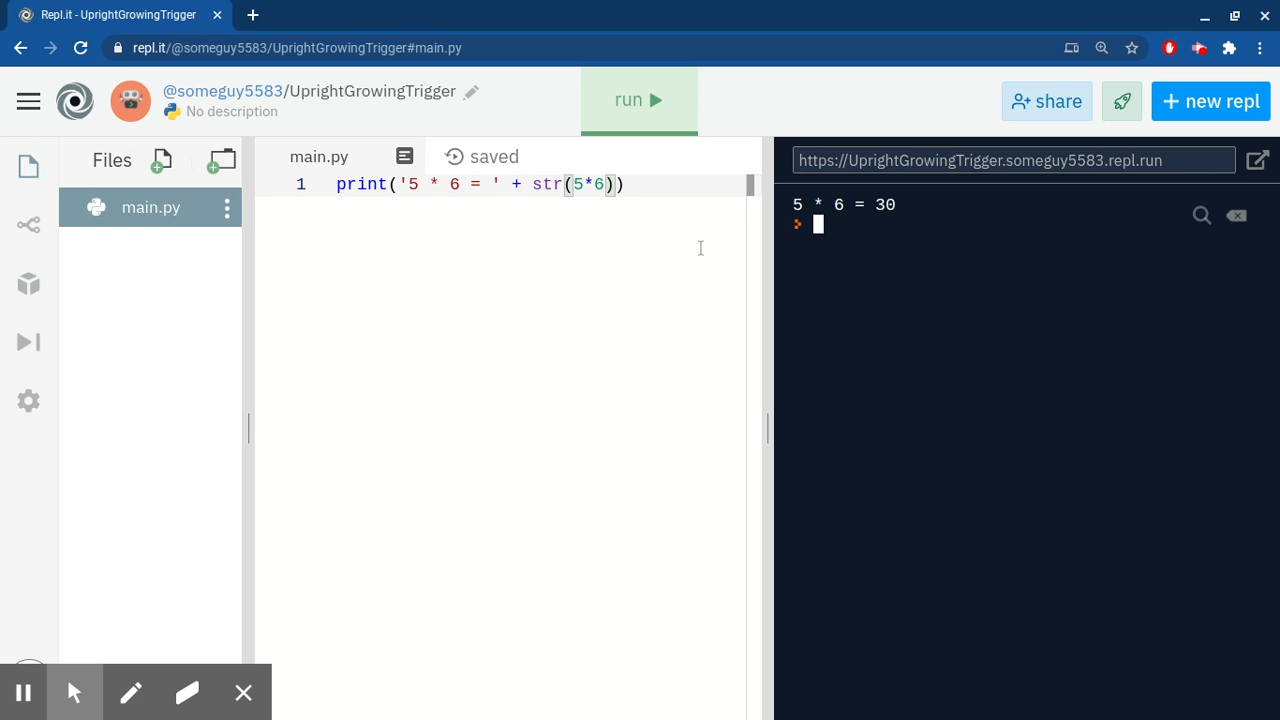 Repl.it - UprightGrowingTrigger
repl.it/@someguy5583/UprightGrowingTrigger#main.py
@someguy5583/UprightGrowingTrigger
No description
run
share
+ new repl
Files
main.py
main.py
saved
1 print('5 * 6 = ' + str(5*6))
https://UprightGrowingTrigger.someguy5583.repl.run
5 * 6 = 30